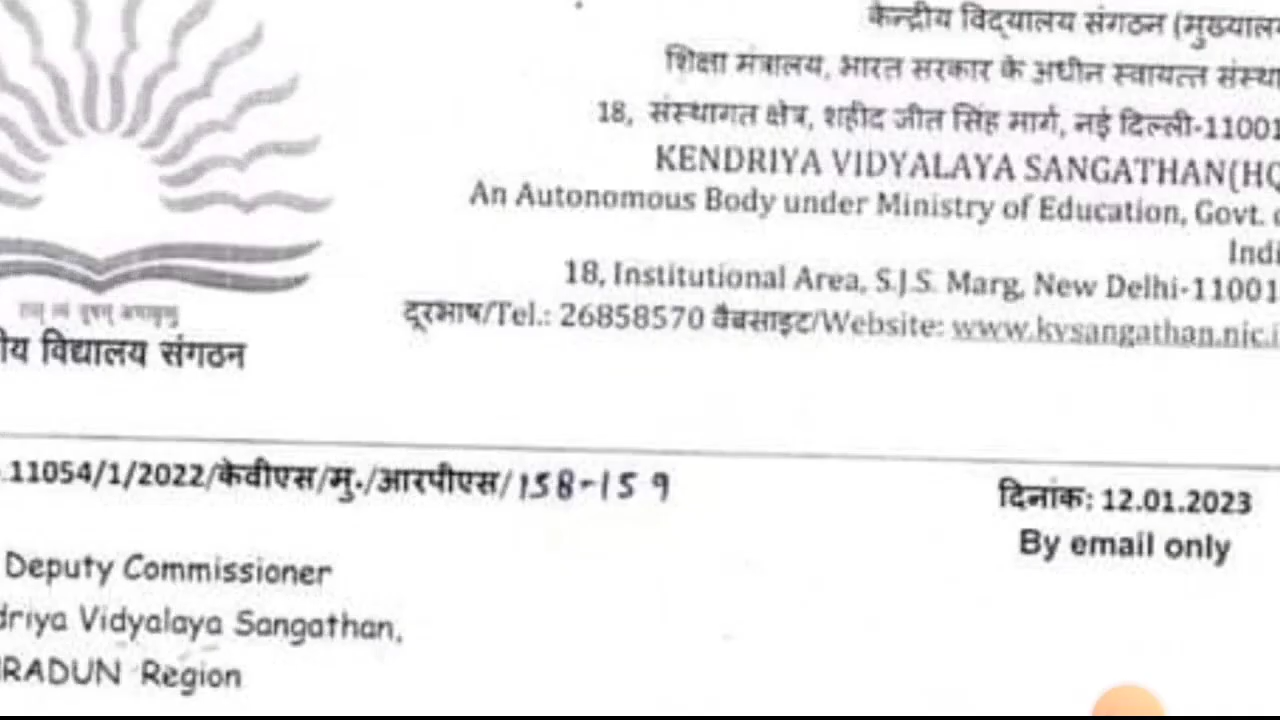 केन्द्रीय विद्यालय संगठन (मुख्याल
शिक्षा मंत्रालय, भारत सरकार के अधीन स्वायत्त संस्था
18, संस्थागत क्षेत्र, शहीद जीत सिंह मार्ग, नई दिल्ली-11001
KENDRIYA VIDYALAYA SANGATHAN(HQ
An Autonomous Body under Ministry of Education, Govt.
Indi
18, Institutional Area, S.J.S. Marg, New Delhi-11001
दूरभाष/Tel.: 26858570 वैबसाइट/Website: www.kvsangathan.nic.i
ीय विद्यालय संगठन
.11054/1/2022/केवीएस/मु./आरपीएस/158-159
दिनांक: 12.01.2023
By email only
Deputy Commissioner
driya Vidyalaya Sangathan,
RADUN Region